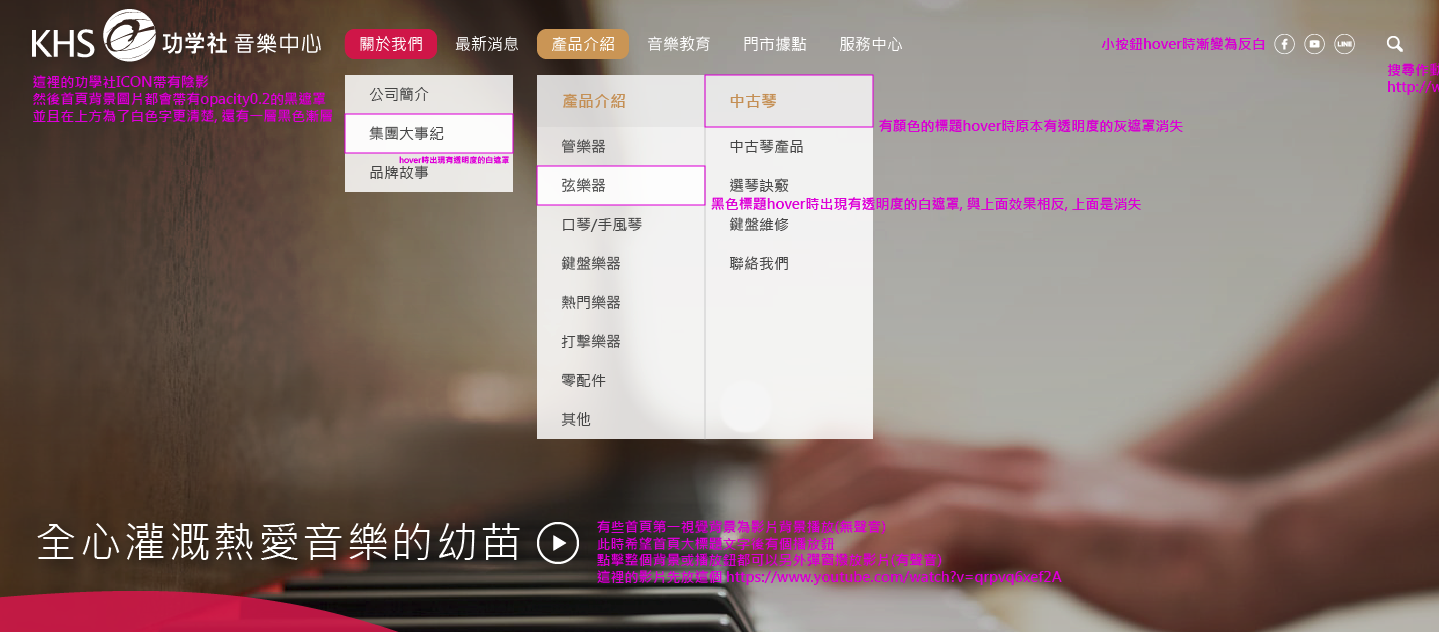 KHS 功学社 音樂中心
關於我們 最新消息 產品介紹 音樂教育 門市據點 服務中心
小按鈕hover時漸變為反白
LINE
這裡的功學社ICON帶有陰影
然後首頁背景圖片都會帶有opacity0.2的黑遮罩
並且在上方為了白色字更清楚, 還有一層黑色漸層
搜尋作
http://w
公司簡介
集團大事紀
hover時出現有透明度的白遮罩
品牌故事
產品介紹
管樂器
弦樂器
口琴/手風琴
鍵盤樂器
熱門樂器
打擊樂器
零配件
其他
中古琴
有顏色的標題hover時原本有透明度的灰遮罩消失
中古琴產品
選琴訣竅
黑色標題hover時出現有透明度的白遮罩, 與上面效果相反, 上面是消失
鍵盤維修
聯絡我們
全心灌溉熱愛音樂的幼苗
有些首頁第一視覺背景為影片背景播放(無聲音)
此時希望首頁大標題文字後有個播放鈕
點擊整個背景或播放鈕都可以另外彈窗播放影片(有聲音)
這裡的影片先放這個 https://www.youtube.com/watch?v=